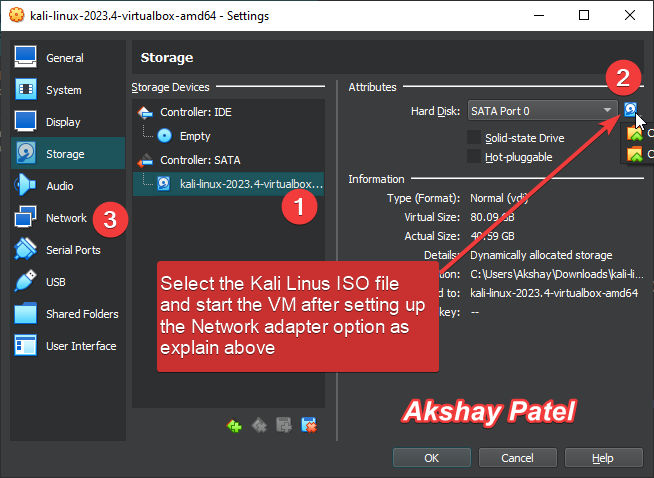 kali-linux-2023.4-virtualbox-amd64 - Settings
General
System
Display
Storage
Audio
Network
Serial Ports
USB
Shared Folders
User Interface
Storage
Storage Devices
Controller: IDE
Empty
Controller: SATA
kali-linux-2023.4-virtualbox...
Attributes
Hard Disk: SATA Port 0
Solid-state Drive
Hot-pluggable
Information
Type (Format): Normal (vdi)
Virtual Size: 80.09 GB
Actual Size: 40.59 GB
Details: Dynamically allocated storage
tion: C:\Users\Akshay\Downloads\kali-li...
d to: kali-linux-2023.4-virtualbox-amd64
key: --
1
2
3
Select the Kali Linus ISO file
and start the VM after setting up
the Network adapter option as
explain above
Akshay Patel
OK
Cancel
Help